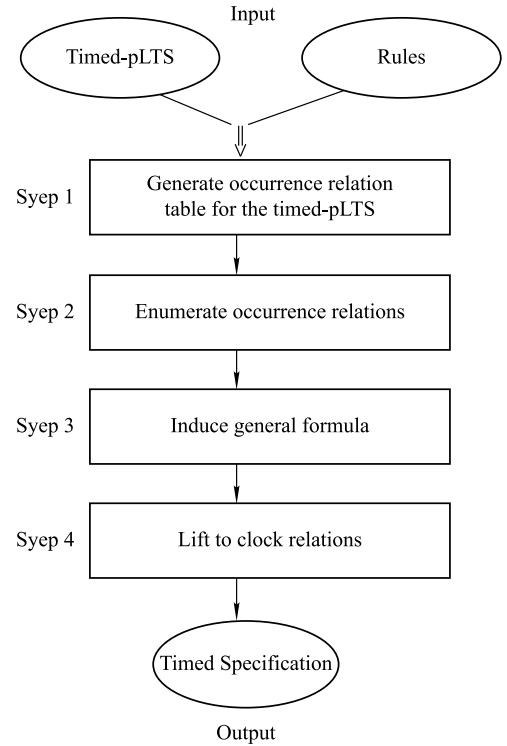 Input
Timed-pLTS
Rules
Syep 1
Generate occurrence relation
table for the timed-pLTS
Syep 2
Enumerate occurrence relations
Syep 3
Induce general formula
Syep 4
Lift to clock relations
Timed Specification
Output